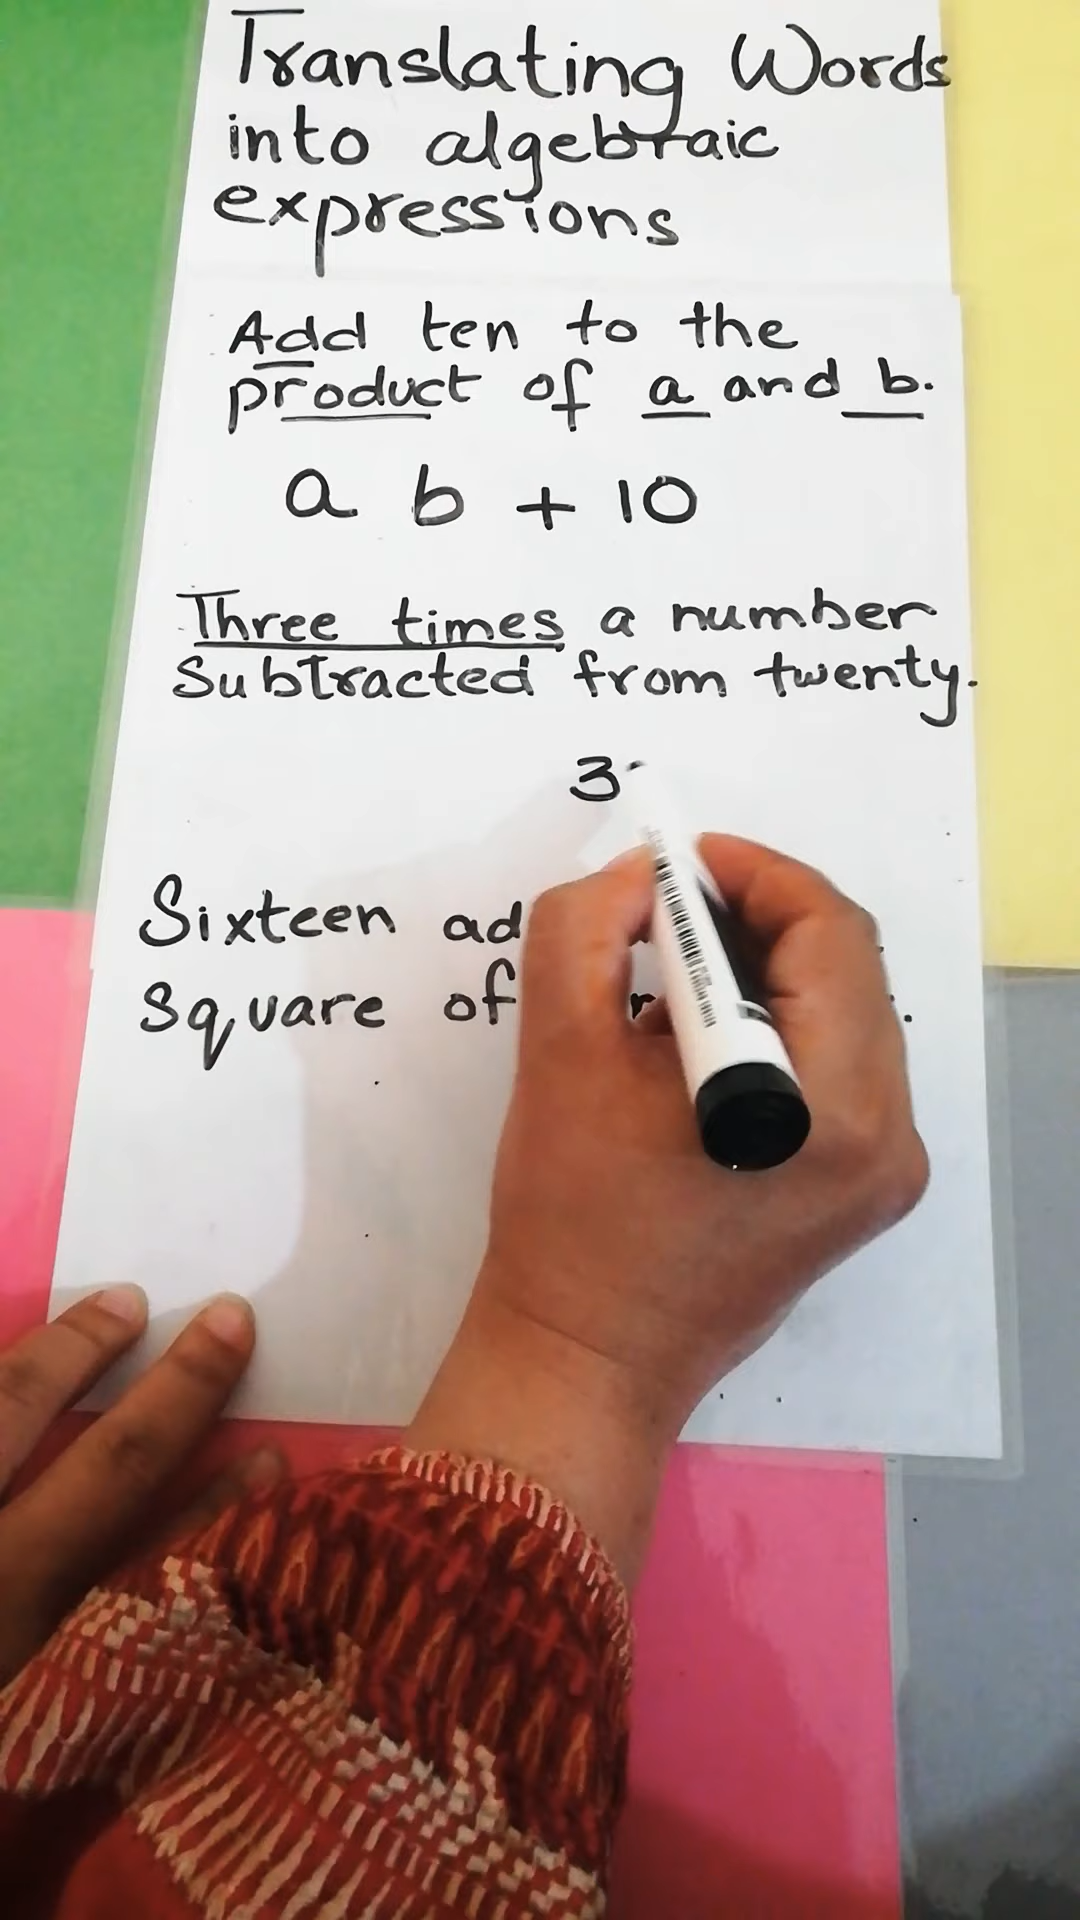 Translating Words
into algebraic
expressions
Add ten to the
product of a and b.
a b + 10
Three times a number
Subtracted from twenty.
3
Sixteen
Square of